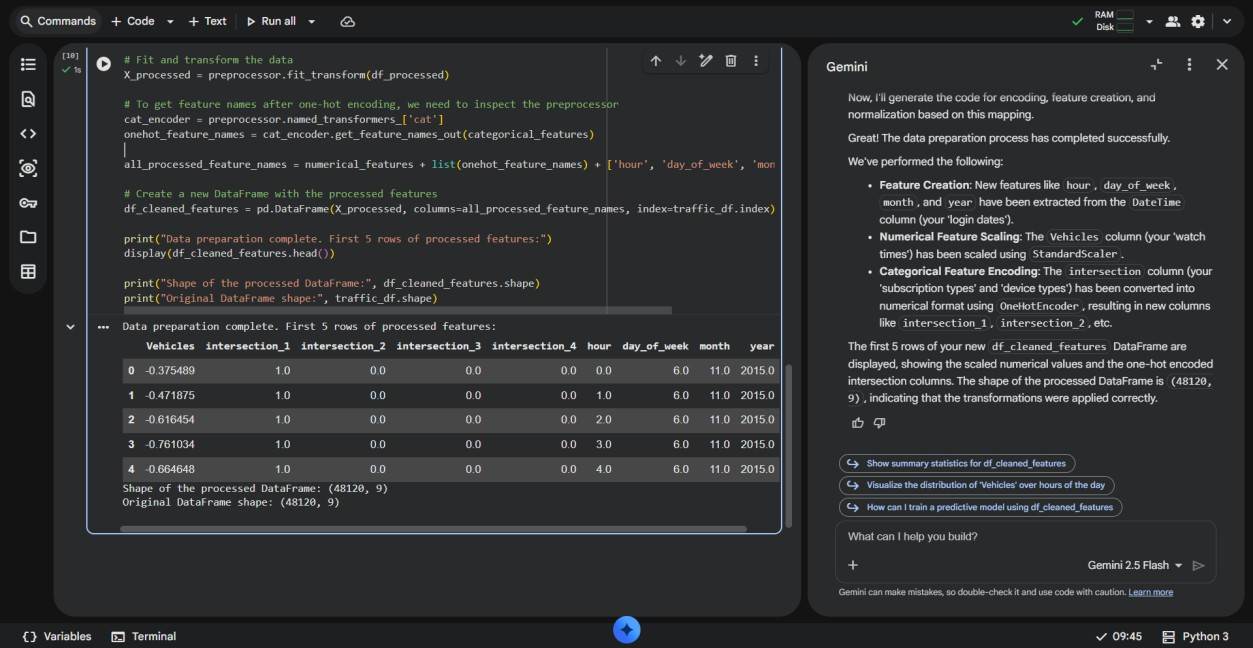 Commands + Code + Text Run all
RAM
Disk
[10]
1s
# Fit and transform the data
X_processed = preprocessor.fit_transform(df_processed)
# To get feature names after one-hot encoding, we need to inspect the preprocessor
cat_encoder = preprocessor.named_transformers_['cat']
onehot_feature_names = cat_encoder.get_feature_names_out(categorical_features)
all_processed_feature_names = numerical_features + list(onehot_feature_names) + ['hour', 'day_of_week', 'mon
# Create a new DataFrame with the processed features
df_cleaned_features = pd.DataFrame(X_processed, columns=all_processed_feature_names, index=traffic_df.index)
print("Data preparation complete. First 5 rows of processed features:")
display(df_cleaned_features.head())
print("Shape of the processed DataFrame:", df_cleaned_features.shape)
print("Original DataFrame shape:", traffic_df.shape)
Data preparation complete. First 5 rows of processed features:
Vehicles intersection_1 intersection_2 intersection_3 intersection_4 hour day_of_week month year
0 -0.375489 1.0 0.0 0.0 0.0 0.0 6.0 11.0 2015.0
1 -0.471875 1.0 0.0 0.0 0.0 1.0 6.0 11.0 2015.0
2 -0.616454 1.0 0.0 0.0 0.0 2.0 6.0 11.0 2015.0
3 -0.761034 1.0 0.0 0.0 0.0 3.0 6.0 11.0 2015.0
4 -0.664648 1.0 0.0 0.0 0.0 4.0 6.0 11.0 2015.0
Shape of the processed DataFrame: (48120, 9)
Original DataFrame shape: (48120, 9)
Gemini
Now, i'll generate the code for encoding, feature creation, and
normalization based on this mapping.
Great! The data preparation process has completed successfully.
We've performed the following:
• Feature Creation: New features like hour, day_of_week,
month, and year have been extracted from the DateTime
column (your 'login dates').
• Numerical Feature Scaling: The Vehicles column (your 'watch
times') has been scaled using StandardScaler.
• Categorical Feature Encoding: The intersection column (your
'subscription types' and 'device types') has been converted into
numerical format using OneHotEncoder, resulting in new columns
like intersection_1, intersection_2, etc.
The first 5 rows of your new df_cleaned_features DataFrame are
displayed, showing the scaled numerical values and the one-hot encoded
intersection columns. The shape of the processed DataFrame is (48120,
9), indicating that the transformations were applied correctly.
Show summary statistics for df_cleaned_features
Visualize the distribution of 'Vehicles' over hours of the day
How can I train a predictive model using df_cleaned_features
What can I help you build?
+ Gemini 2.5 Flash
Gemini can make mistakes, so double-check it and use code with caution. Learn more
{} Variables Terminal 09:45 Python 3